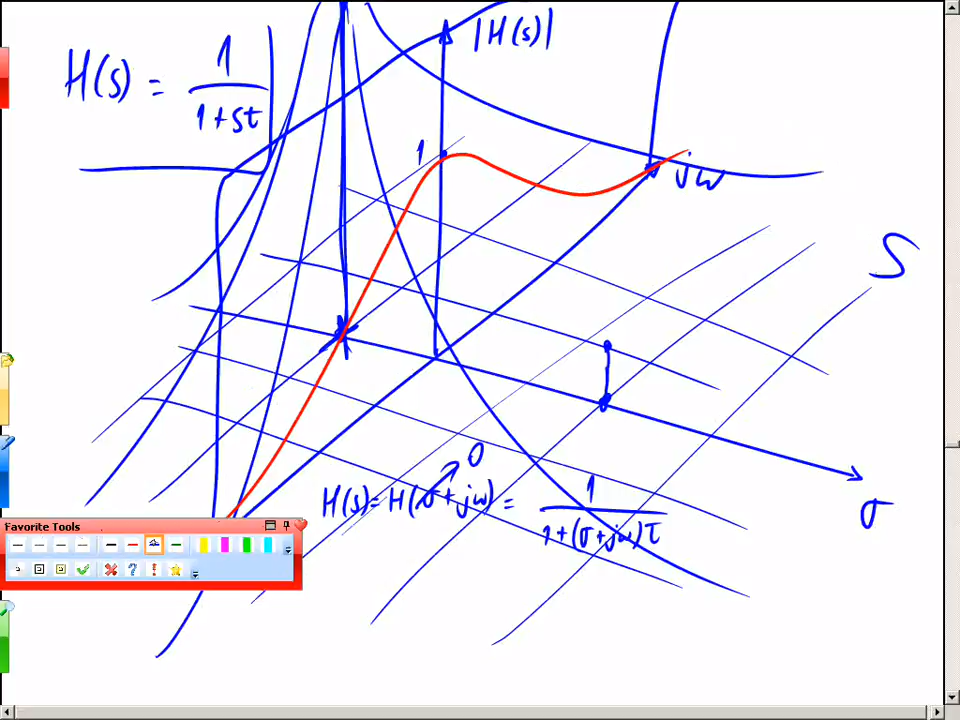 H(s) = 1/(1+sτ)
|H(s)|
1
jω
S
0
H(s) = H(σ+jω) = 1/(1+(σ+jω)τ)
σ
Favorite Tools